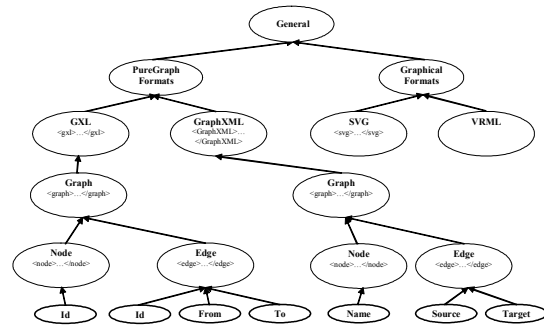 General
PureGraph
Formats
Graphical
Formats
GXL
<gxl>…</gxl>
GraphXML
<GraphXML>…
</GraphXML>
SVG
<svg>…</svg>
VRML
Graph
<graph>…</graph>
Graph
<graph>…</graph>
Node
<node>…</node>
Edge
<edge>…</edge>
Node
<node>…</node>
Edge
<edge>…</edge>
Id
Id
From
To
Name
Source
Target